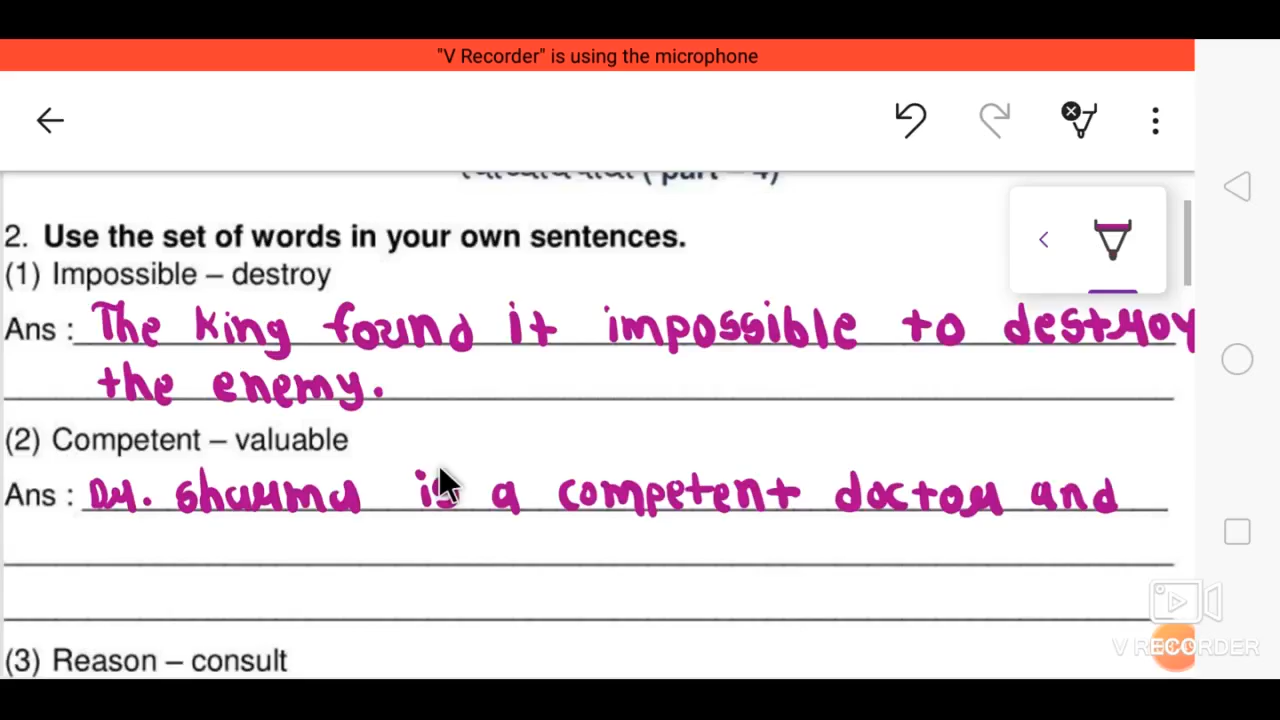 "V Recorder" is using the microphone
(part – 4)
2. Use the set of words in your own sentences.
(1) Impossible – destroy
Ans : The king found it impossible to destroy
the enemy.
(2) Competent – valuable
Ans : Dr. Sharma is a competent doctor and
(3) Reason – consult
V RECORDER